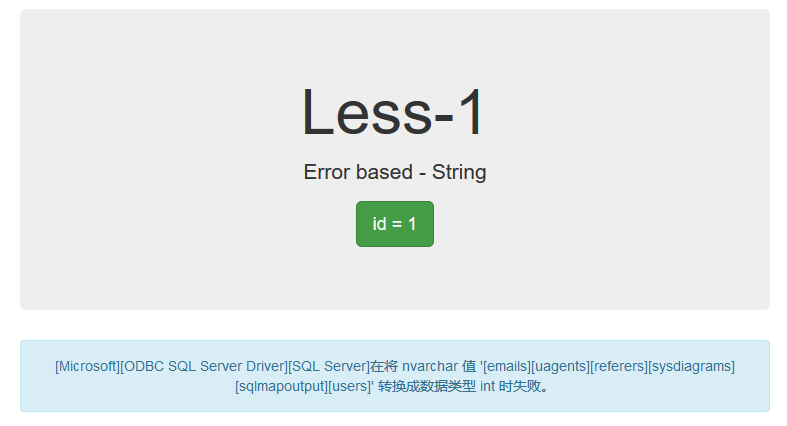 Less-1
Error based - String
id = 1
[Microsoft][ODBC SQL Server Driver][SQL Server]在将 nvarchar 值 '[emails][uagents][referers][sysdiagrams]
[sqlmapoutput][users]' 转换成数据类型 int 时失败。